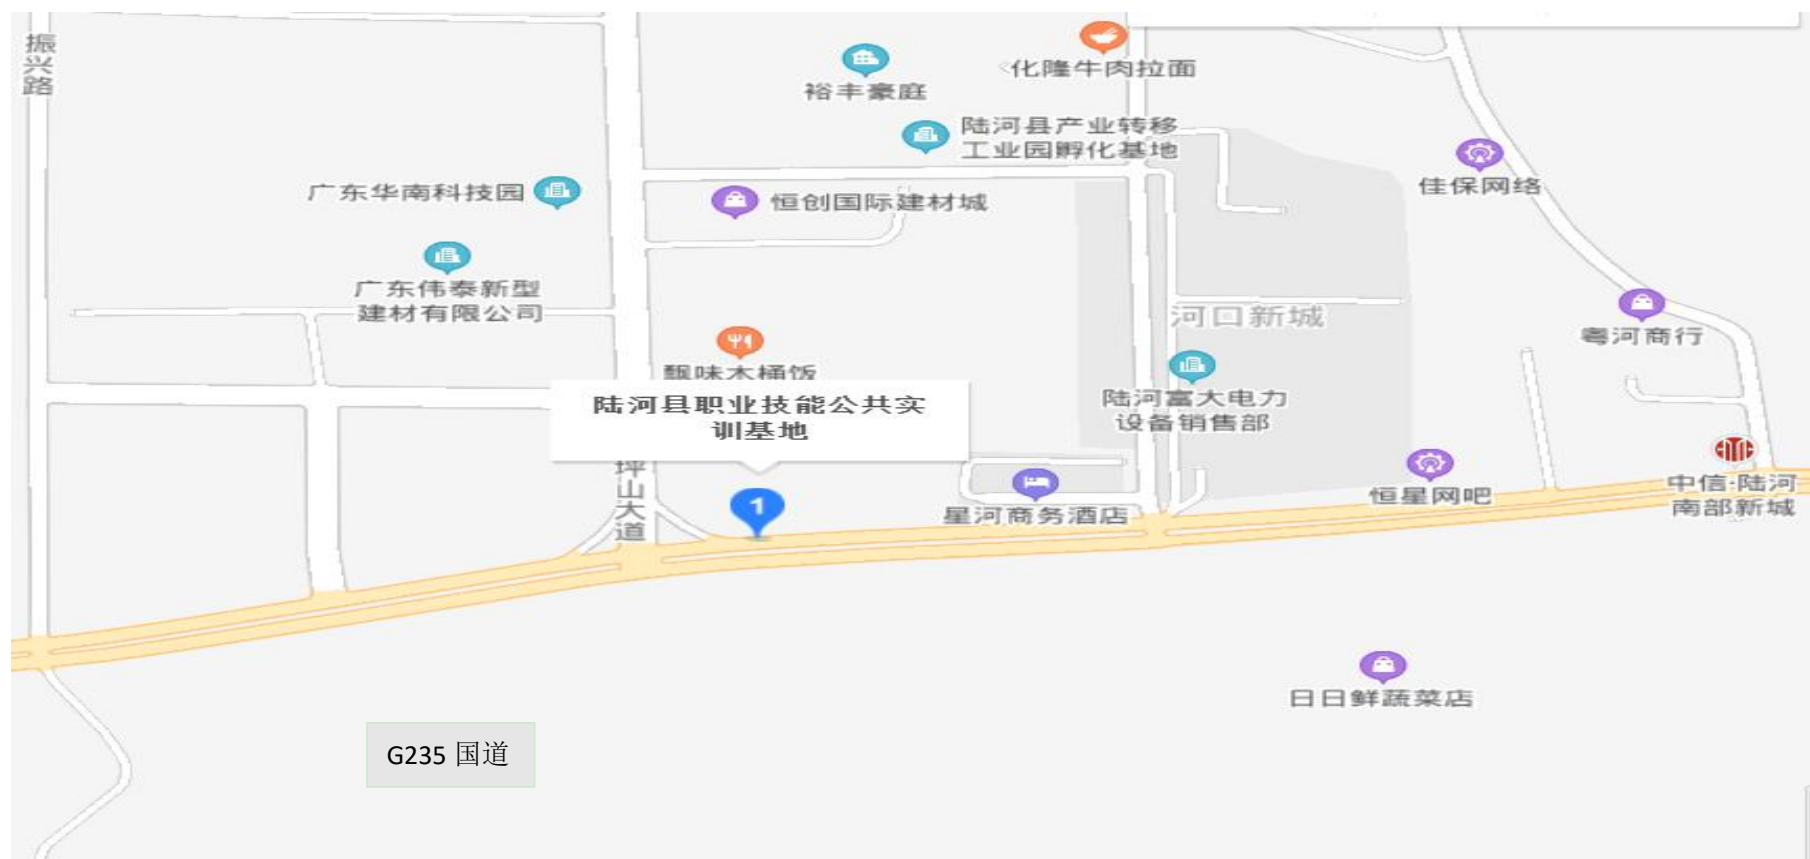 振兴路
化隆牛肉拉面
裕丰豪庭
陆河县产业转移
工业园孵化基地
佳保网络
广东华南科技园
恒创国际建材城
广东伟泰新型
建材有限公司
河口新城
粤河商行
飘味木桶饭
陆河富大电力
设备销售部
陆河县职业技能公共实
训基地
坪山大道
1
星河商务酒店
恒星网吧
中信·陆河
南部新城
日日鲜蔬菜店
G235 国道